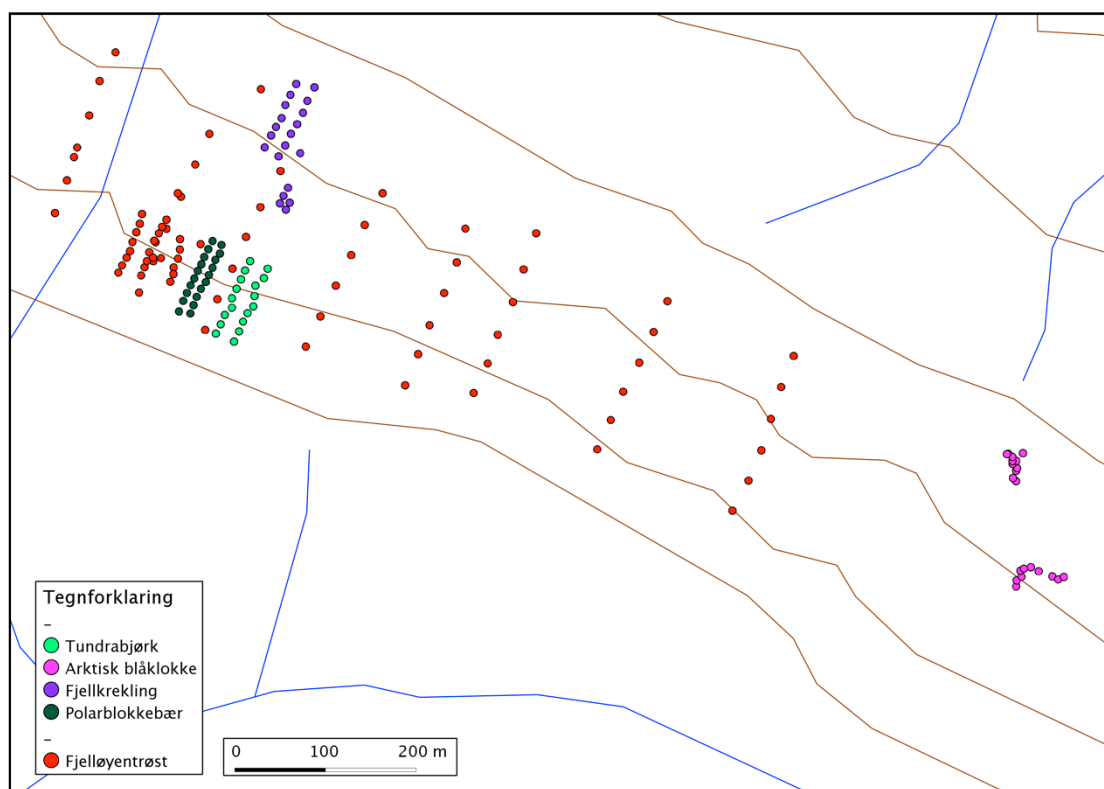 Tegnforklaring
–
Tundrabjørk
Arktisk blåklokke
Fjellkrekling
Polarblokkebær
–
Fjelløyentrøst
0 100 200 m